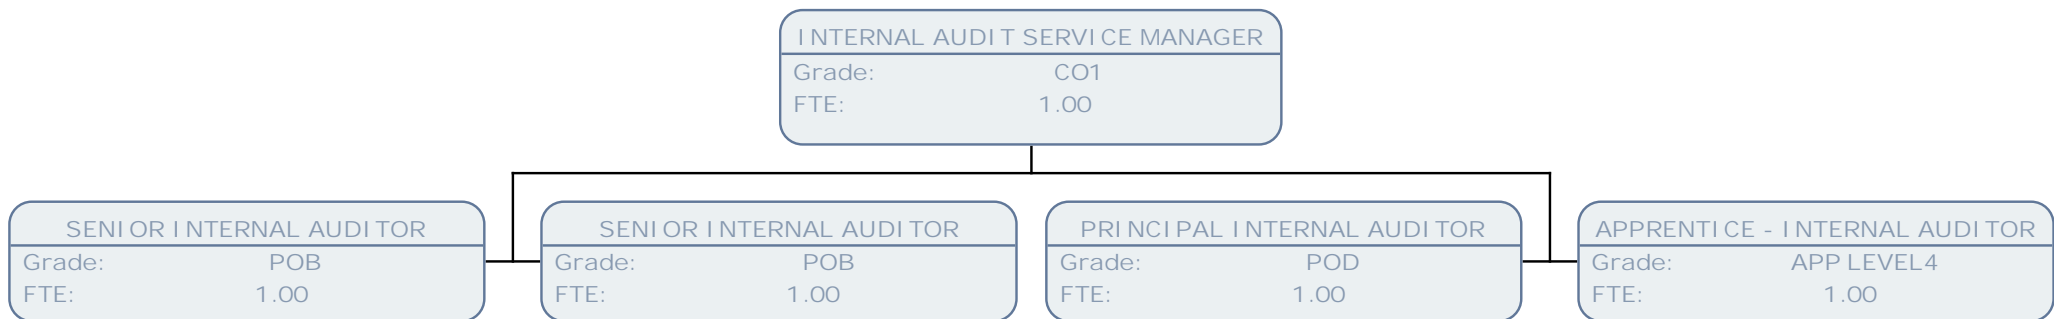 INTERNAL AUDIT SERVICE MANAGER
Grade: CO1
FTE: 1.00
SENIOR INTERNAL AUDITOR
Grade: POB
FTE: 1.00
SENIOR INTERNAL AUDITOR
Grade: POB
FTE: 1.00
PRINCIPAL INTERNAL AUDITOR
Grade: POD
FTE: 1.00
APPRENTICE - INTERNAL AUDITOR
Grade: APP LEVEL4
FTE: 1.00